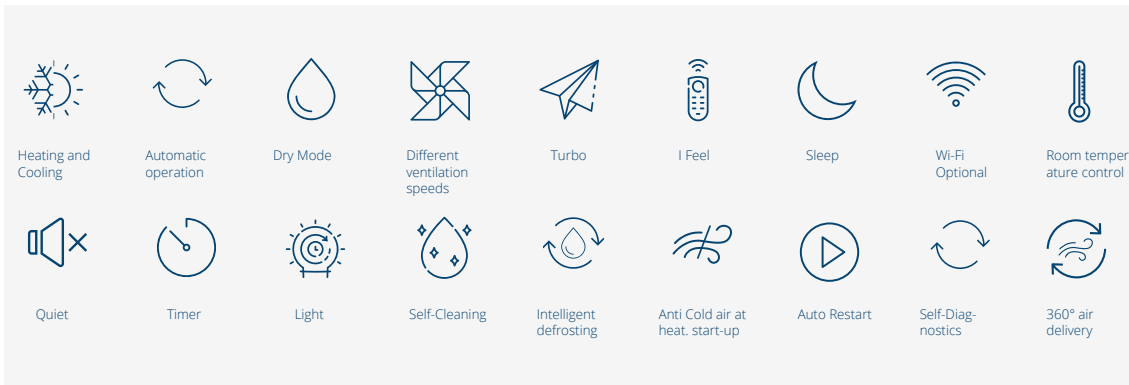 Heating and
Cooling
Automatic
operation
Dry Mode
Different
ventilation
speeds
Turbo
I Feel
Sleep
Wi-Fi
Optional
Room temper
ature control
Quiet
Timer
Light
Self-Cleaning
Intelligent
defrosting
Anti Cold air at
heat. start-up
Auto Restart
Self-Diag-
nostics
360° air
delivery